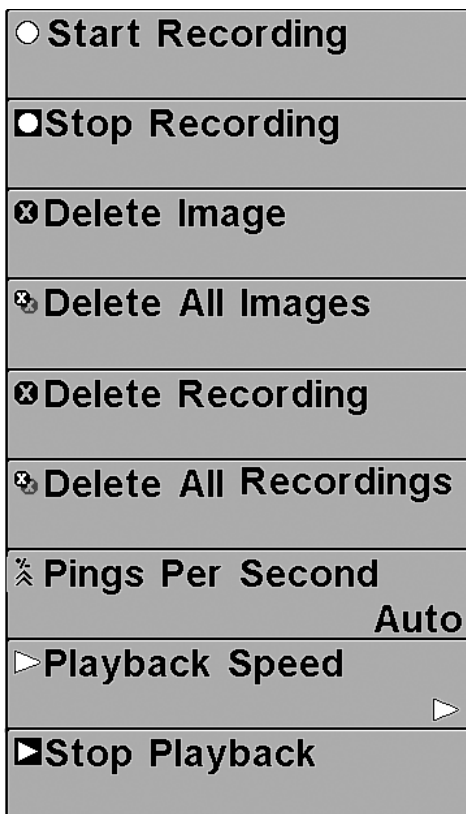 Start Recording
Stop Recording
Delete Image
Delete All Images
Delete Recording
Delete All Recordings
Pings Per Second
Auto
Playback Speed
Stop Playback